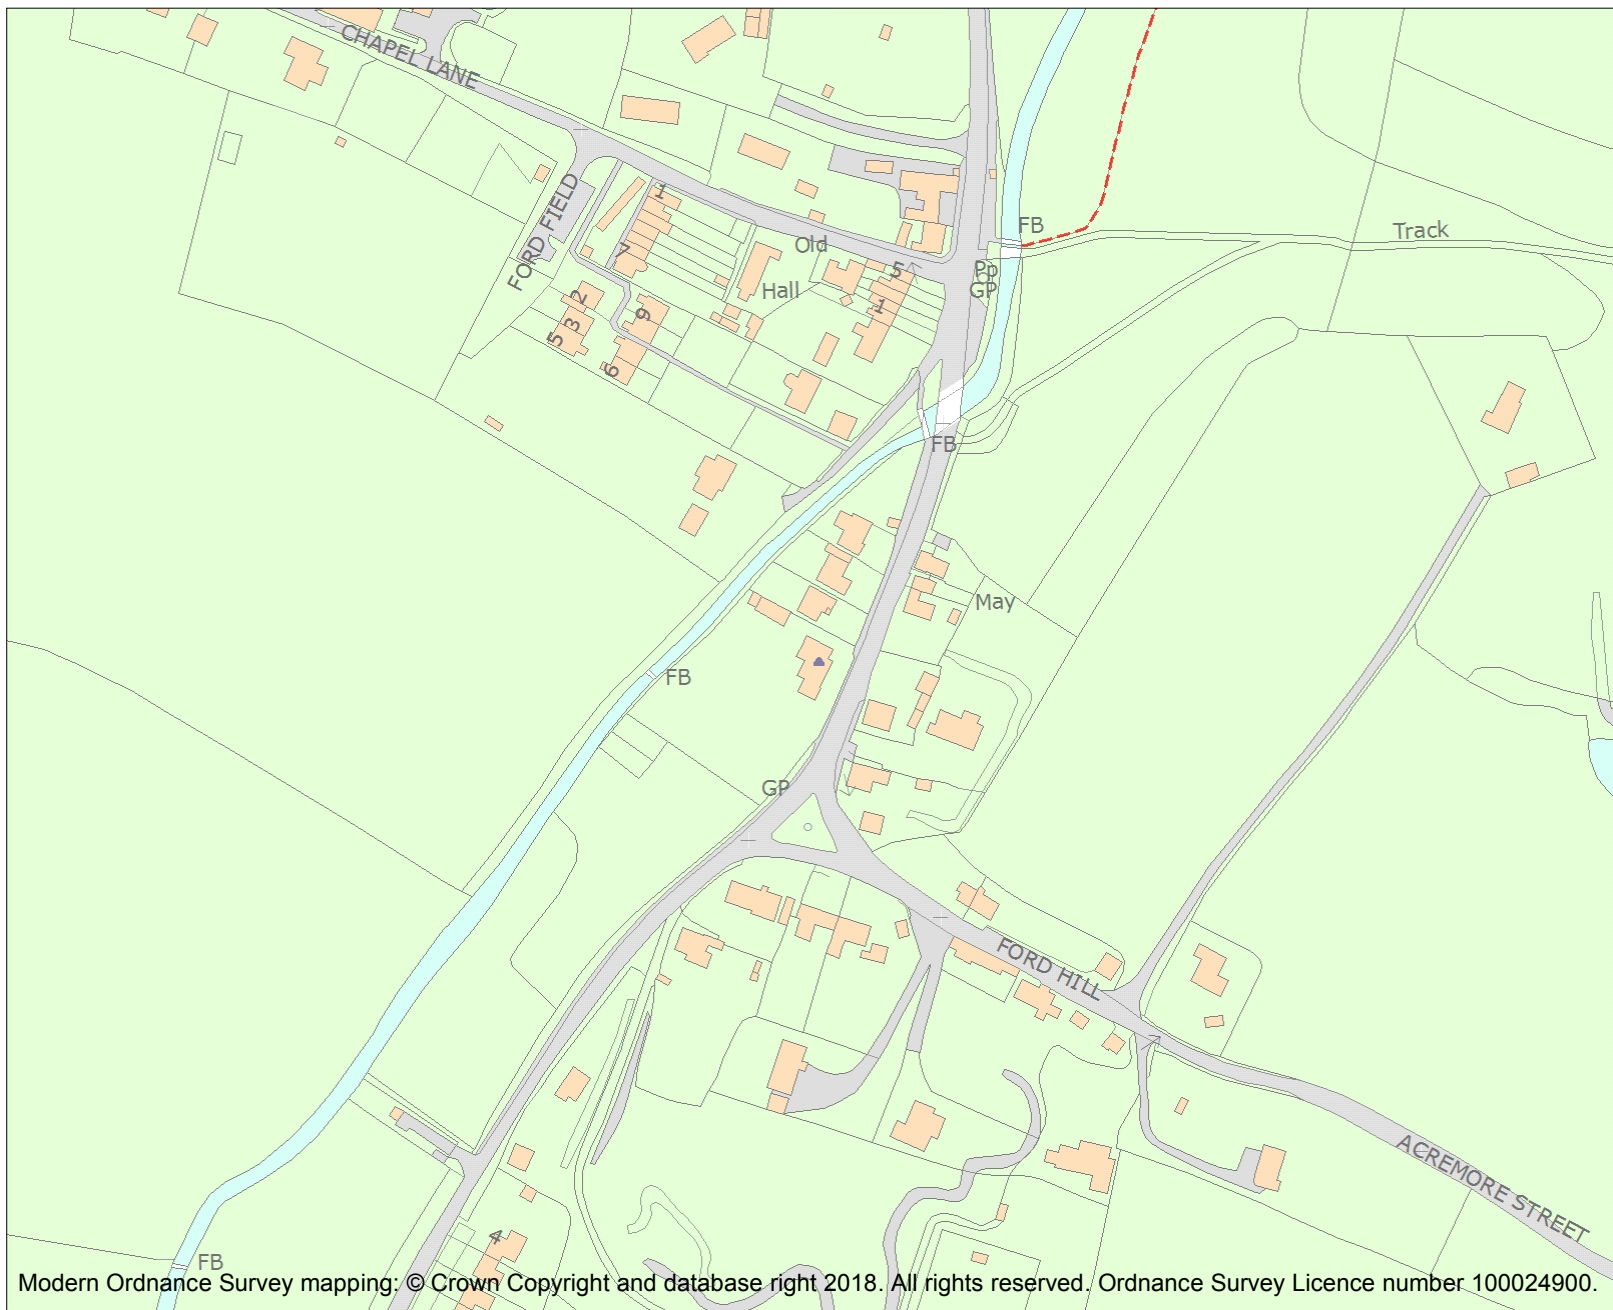 CHAPEL LANE
FORD FIELD
1
7
Old
Hall
5
1
FB
Track
Pp
GP
2
3
5
9
6
FB
May
FB
GP
FORD HILL
ACREMORE STREET
4
FB
Modern Ordnance Survey mapping: © Crown Copyright and database right 2018. All rights reserved. Ordnance Survey Licence number 100024900.